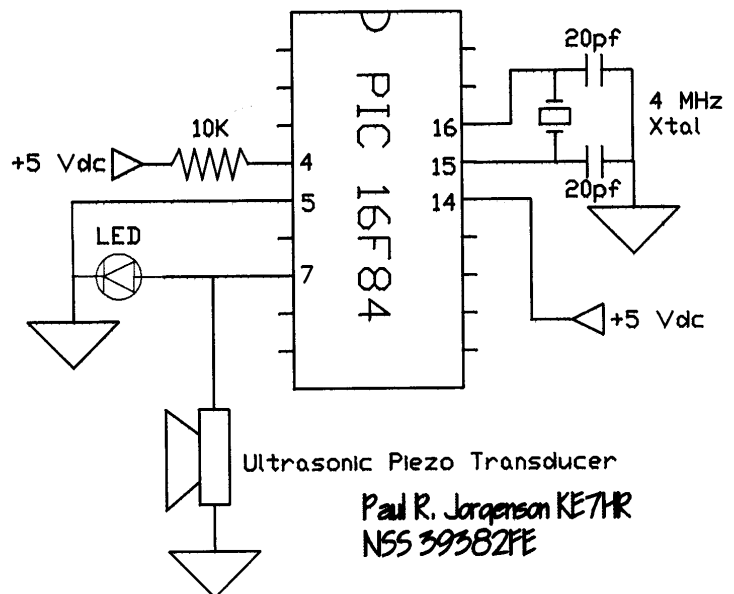 20pf
4 MHz
Xtal
10K
16
+5 Vdc
4
15
20pf
5
14
PIC 16F84
LED
7
+5 Vdc
Ultrasonic Piezo Transducer
Paul R. Jorgenson KE7HR
NSS 39382FE